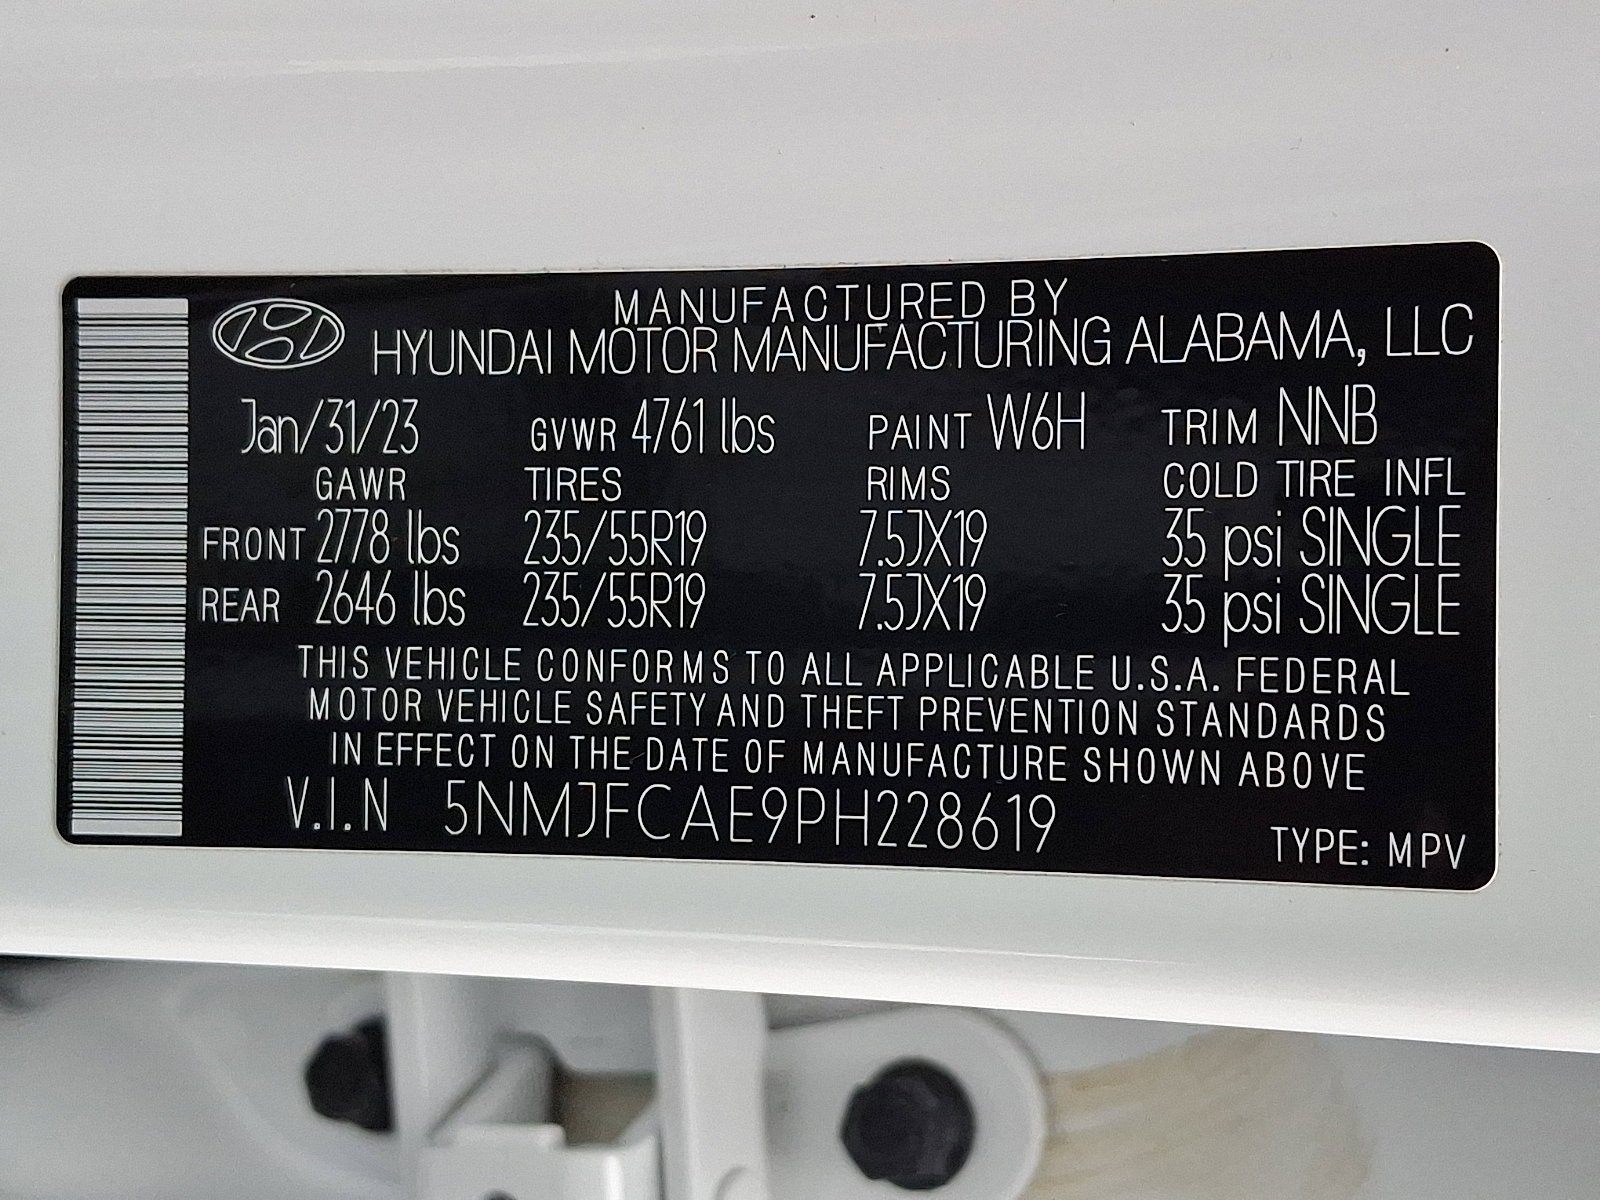 MANUFACTURED BY
HYUNDAI MOTOR MANUFACTURING ALABAMA, LLC
Jan/31/23 GVWR 4761 lbs PAINT W6H TRIM NNB
GAWR TIRES RIMS COLD TIRE INFL
FRONT 2778 lbs 235/55R19 7.5JX19 35 psi SINGLE
REAR 2646 lbs 235/55R19 7.5JX19 35 psi SINGLE
THIS VEHICLE CONFORMS TO ALL APPLICABLE U.S.A. FEDERAL
MOTOR VEHICLE SAFETY AND THEFT PREVENTION STANDARDS
IN EFFECT ON THE DATE OF MANUFACTURE SHOWN ABOVE
V.I.N 5NMJFCAE9PH228619 TYPE: MPV